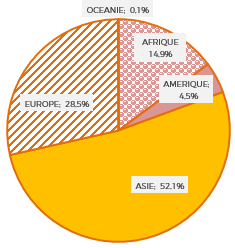 OCEANIE; 0,1%
AFRIQUE
14,9%
AMERIQUE;
4,5%
EUROPE; 28,5%
ASIE; 52,1%